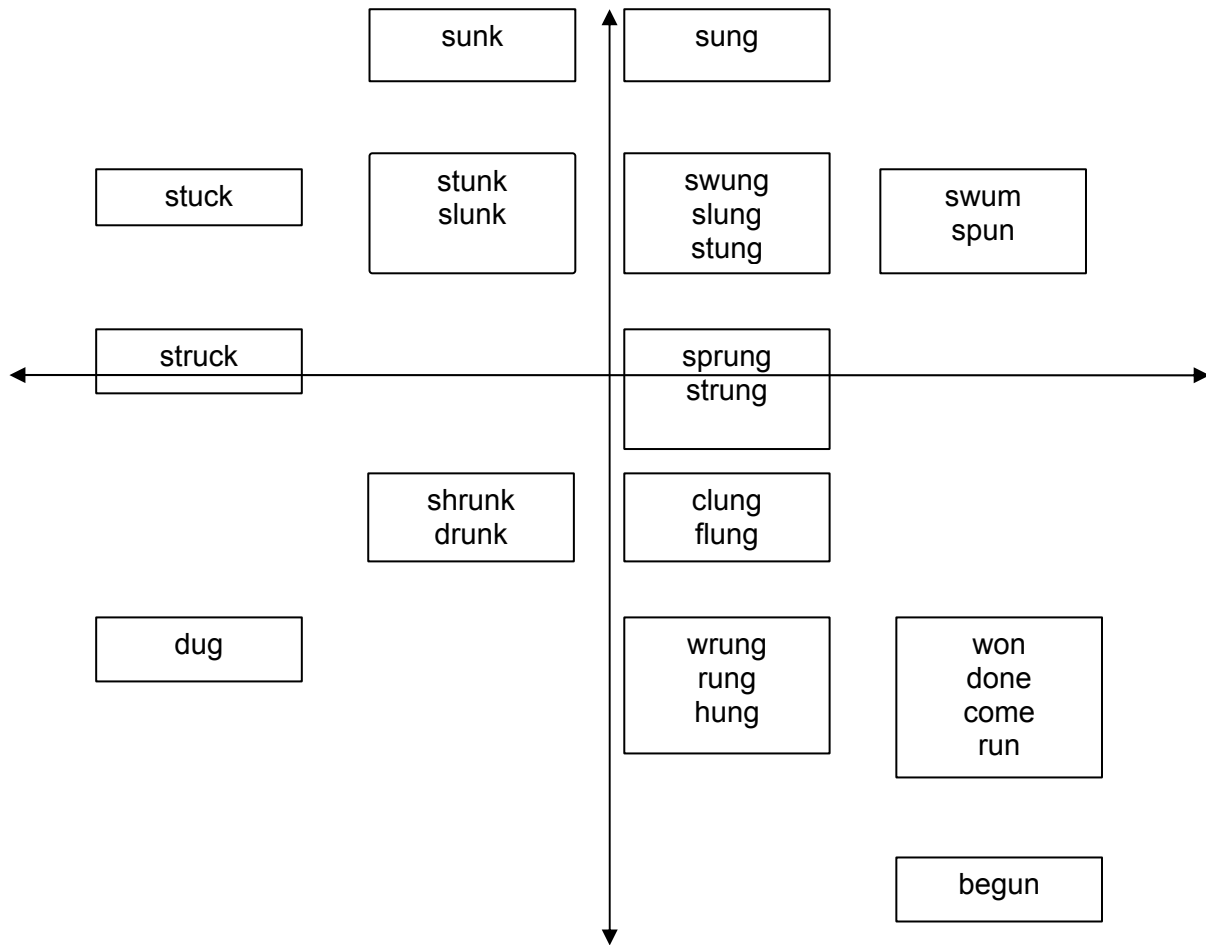 sunk
sung
stuck
stunk
slunk
swung
slung
stung
swum
spun
struck
sprung
strung
shrunk
drunk
clung
flung
dug
wrung
rung
hung
won
done
come
run
begun